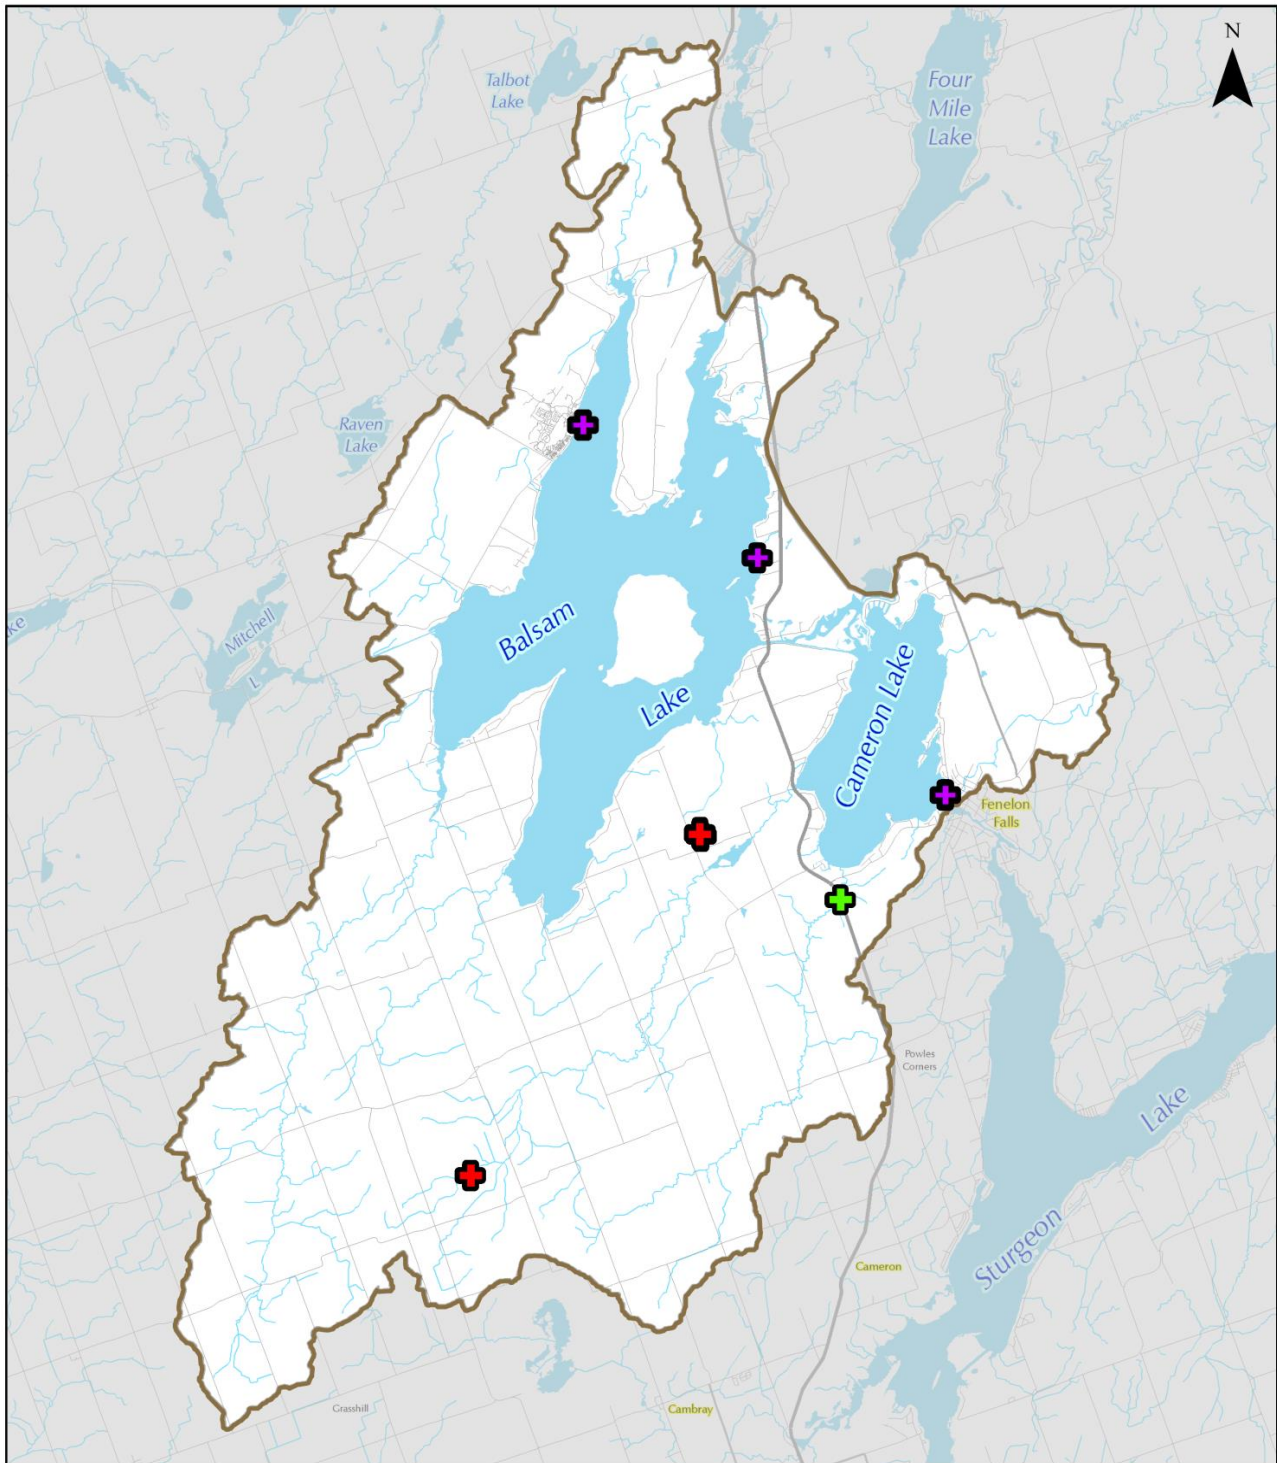 N
Talbot
Lake
Four
Mile
Lake
Raven
Lake
ke
Mitchell
L
Balsam
Lake
Cameron Lake
Fenelon
Falls
Powles
Corners
Lake
Sturgeon
Cameron
Grasshill
Cambray